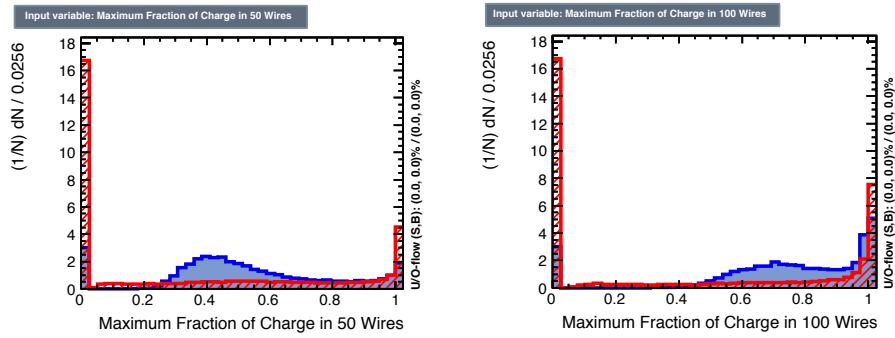 Input variable: Maximum Fraction of Charge in 50 Wires
(1/N) dN / 0.0256
18
16
14
12
10
8
6
4
2
0
0 0.2 0.4 0.6 0.8 1
Maximum Fraction of Charge in 50 Wires
U/O-flow (S,B): (0.0, 0.0)% / (0.0, 0.0)%
Input variable: Maximum Fraction of Charge in 100 Wires
(1/N) dN / 0.0256
18
16
14
12
10
8
6
4
2
0
0 0.2 0.4 0.6 0.8 1
Maximum Fraction of Charge in 100 Wires
U/O-flow (S,B): (0.0, 0.0)% / (0.0, 0.0)%